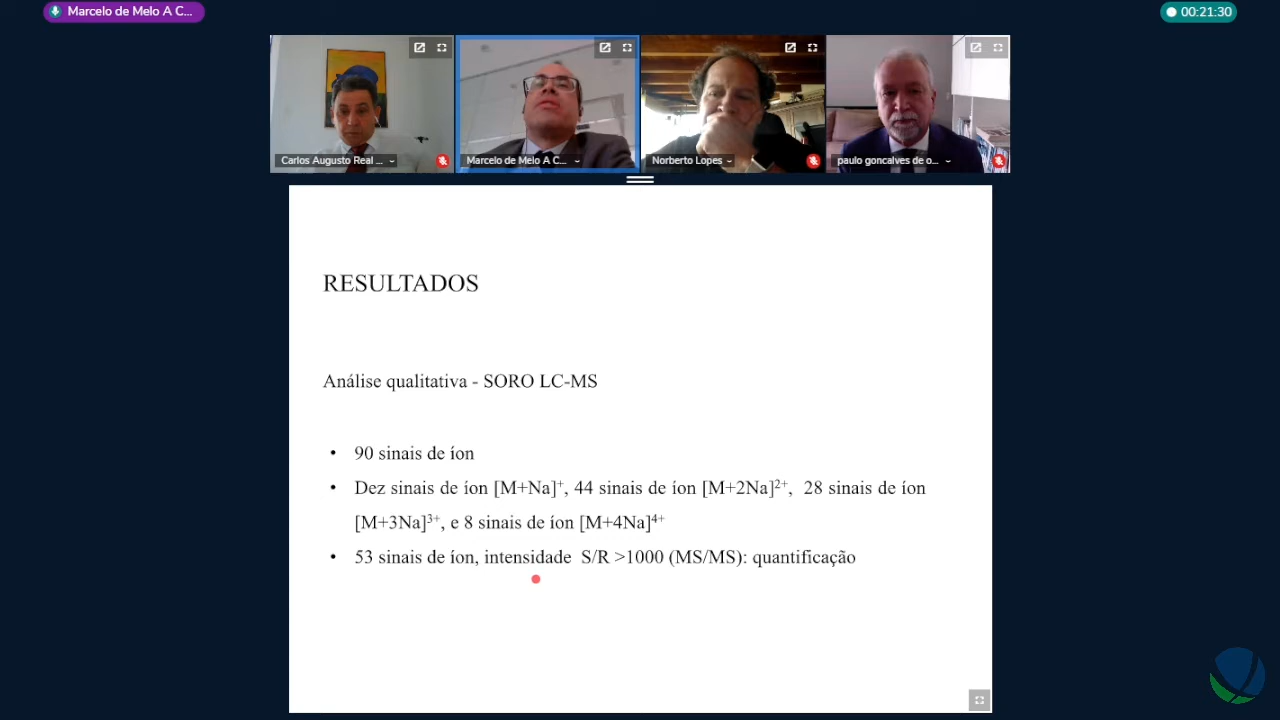 Marcelo de Melo A C...
00:21:30
Carlos Augusto Real ...
Marcelo de Melo A C...
Norberto Lopes
paulo goncalves de o...
RESULTADOS
Análise qualitativa - SORO LC-MS
• 90 sinais de íon
• Dez sinais de íon [M+Na]⁺, 44 sinais de íon [M+2Na]²⁺, 28 sinais de íon
[M+3Na]³⁺, e 8 sinais de íon [M+4Na]⁴⁺
• 53 sinais de íon, intensidade S/R >1000 (MS/MS): quantificação